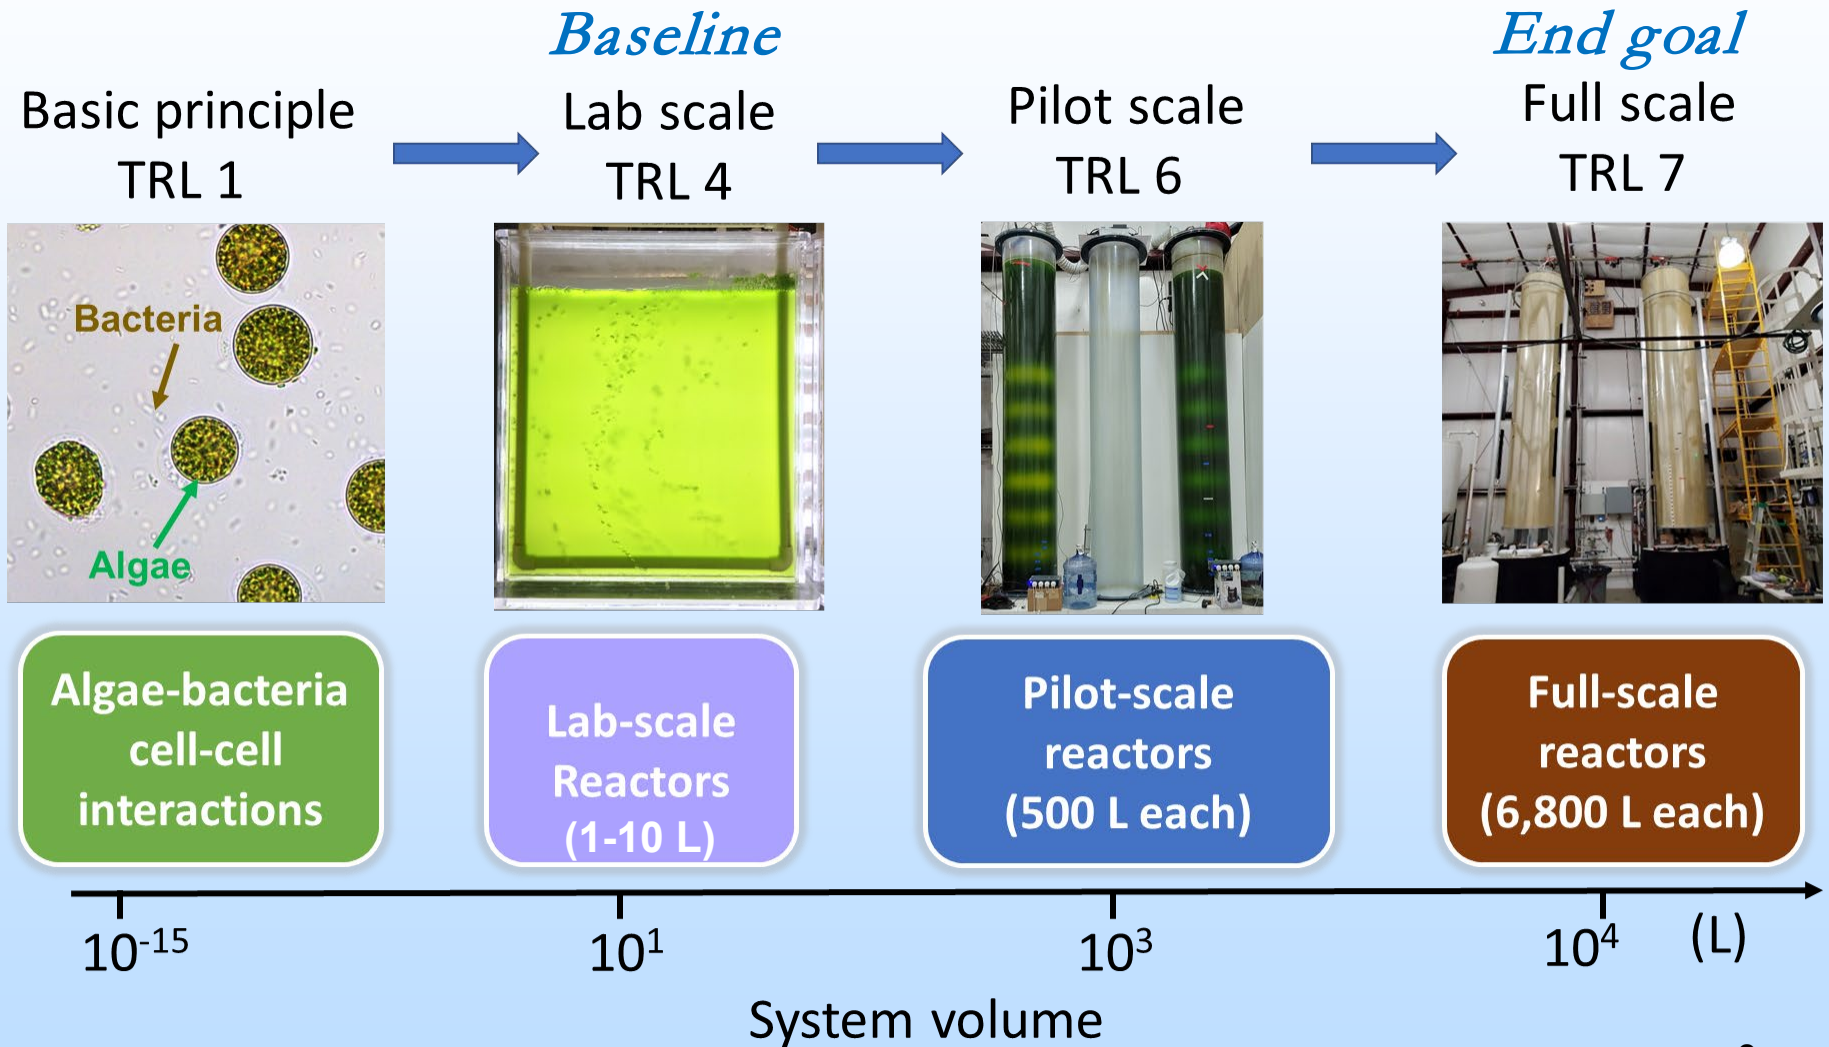 Baseline
End goal
Basic principle
TRL 1
Lab scale
TRL 4
Pilot scale
TRL 6
Full scale
TRL 7
Bacteria
Algae
Algae-bacteria
cell-cell
interactions
Lab-scale
Reactors
(1-10 L)
Pilot-scale
reactors
(500 L each)
Full-scale
reactors
(6,800 L each)
10⁻¹⁵
10¹
10³
10⁴
(L)
System volume